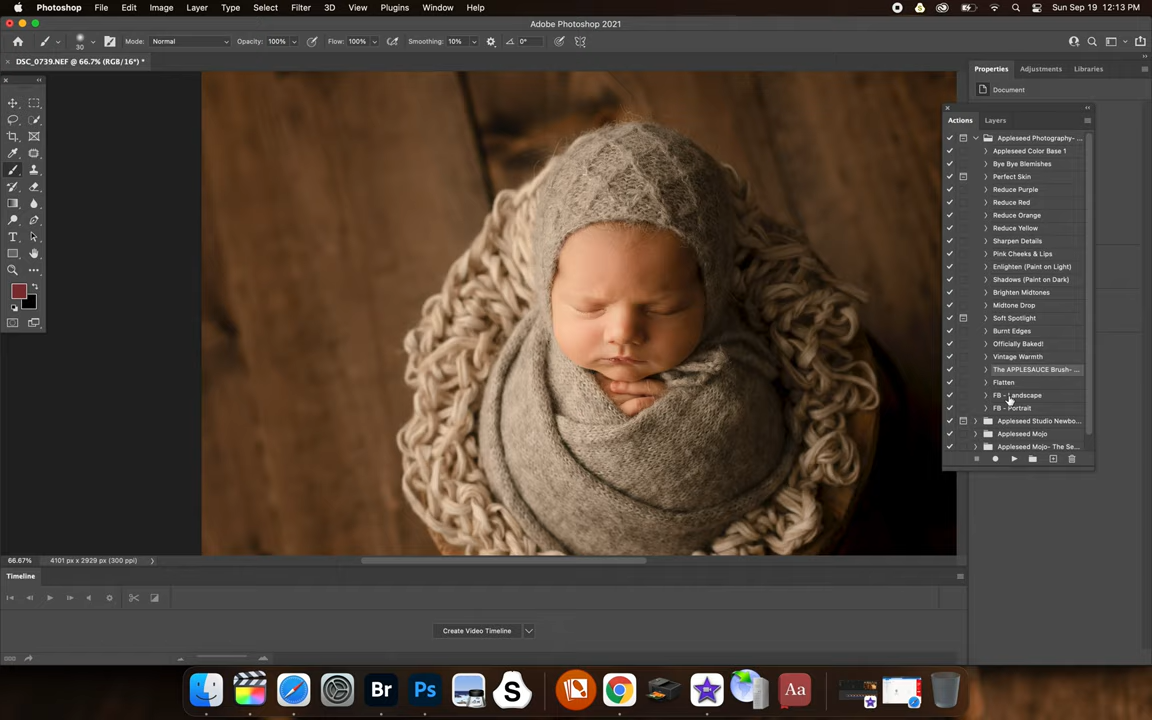 Photoshop File Edit Image Layer Type Select Filter 3D View Plugins Window Help Sun Sep 19 12:13 PM
Adobe Photoshop 2021
30 Mode: Normal Opacity: 100% Flow: 100% Smoothing: 10% 0°
DSC_0739.NEF @ 66.7% (RGB/16*) *
Properties Adjustments Libraries
Document
Actions Layers
Appleseed Photography- ...
Appleseed Color Base 1
Bye Bye Blemishes
Perfect Skin
Reduce Purple
Reduce Red
Reduce Orange
Reduce Yellow
Sharpen Details
Pink Cheeks & Lips
Enlighten (Paint on Light)
Shadows (Paint on Dark)
Brighten Midtones
Midtone Drop
Soft Spotlight
Burnt Edges
Officially Baked!
Vintage Warmth
The APPLESAUCE Brush- ...
Flatten
FB - Landscape
FB - Portrait
Appleseed Studio Newbo...
Appleseed Mojo
Appleseed Mojo- The Se...
66.67% 4101 px x 2929 px (300 ppi)
Timeline
Create Video Timeline
Br Ps S Aa